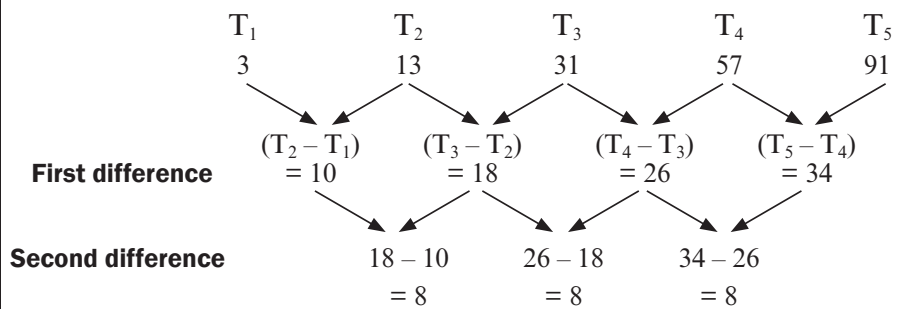 T₁ T₂ T₃ T₄ T₅
3 13 31 57 91
(T₂ – T₁) (T₃ – T₂) (T₄ – T₃) (T₅ – T₄)
First difference = 10 = 18 = 26 = 34
Second difference 18 – 10 26 – 18 34 – 26
= 8 = 8 = 8